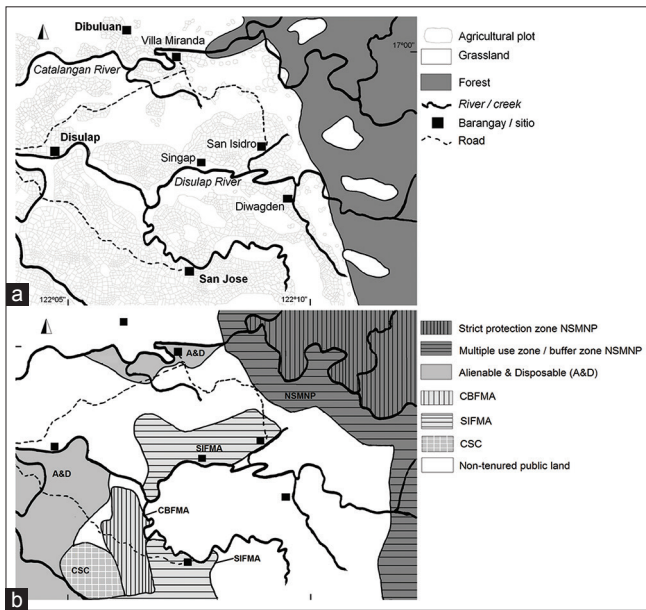 Dibuluan
Villa Miranda
17°00'
Catalangan River
Disulap
San Isidro
Singap
Disulap River
Diwagden
San Jose
a
122°05'
122°10'
Agricultural plot
Grassland
Forest
River / creek
Barangay / sitio
Road
A&D
NSMNP
SIFMA
A&D
CBFMA
SIFMA
CSC
b
Strict protection zone NSMNP
Multiple use zone / buffer zone NSMNP
Alienable & Disposable (A&D)
CBFMA
SIFMA
CSC
Non-tenured public land